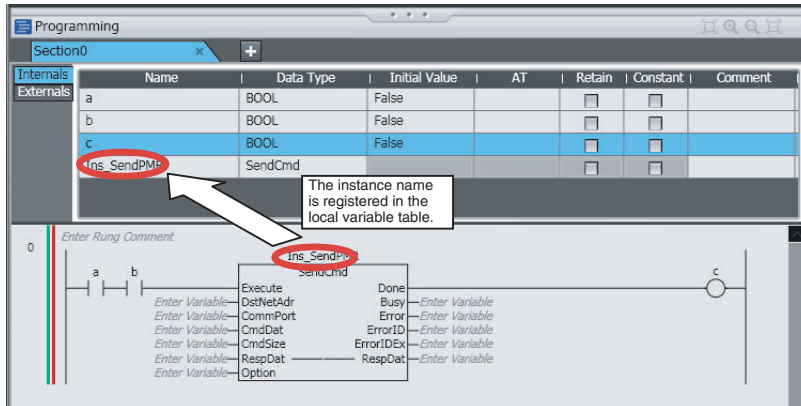 Programming
Section0 × +
Internals
Externals
Name Data Type Initial Value AT Retain Constant Comment
a BOOL False
b BOOL False
c BOOL False
Ins_SendPMR SendCmd
The instance name
is registered in the
local variable table.
0
Enter Rung Comment
Ins_SendPMR
SendCmd
a b c
Execute Done
Enter Variable DstNetAdr Busy Enter Variable
Enter Variable CommPort Error Enter Variable
Enter Variable CmdDat ErrorID Enter Variable
Enter Variable CmdSize ErrorIDEx Enter Variable
Enter Variable RespDat RespDat Enter Variable
Enter Variable Option